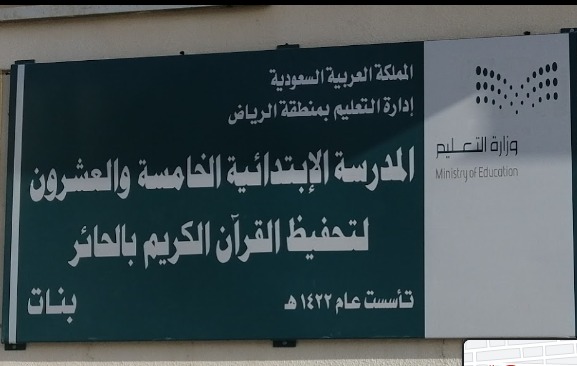 المملكة العربية السعودية
إدارة التعليم بمنطقة الرياض
المدرسة الإبتدائية الخامسة والعشرون
لتحفيظ القرآن الكريم بالحائر
تأسست عام ١٤٢٢ هـ
بنات
وزارة التعليم
Ministry of Education